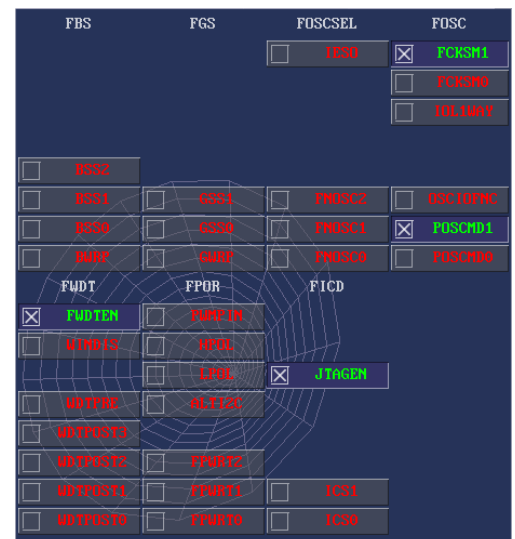 FBS FGS FOSCSEL FOSC
IESO FCKSM1
FCKSM0
IOL1WAY
BSS2
BSS1 GSS1 FNOSC2 OSCIOFNC
BSS0 GSS0 FNOSC1 POSCMD1
BWRP GWRP FNOSC0 POSCMD0
FWDT FPOR FICD
FWDTEN PWMPIN
WINDIS HPOL
LPOL JTAGEN
WDTPRE ALTI2C
WDTPOST3
WDTPOST2 FPWRT2
WDTPOST1 FPWRT1 ICS1
WDTPOST0 FPWRT0 ICS0